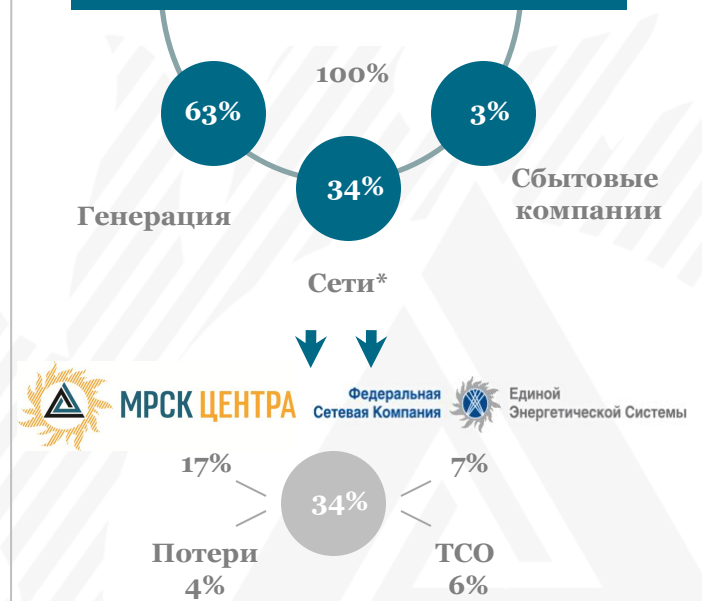 100%
63%
3%
34%
Сбытовые
компании
Генерация
Сети*
МРСК ЦЕНТРА
Федеральная
Сетевая Компания
Единой
Энергетической Системы
17%
7%
34%
Потери
4%
ТСО
6%